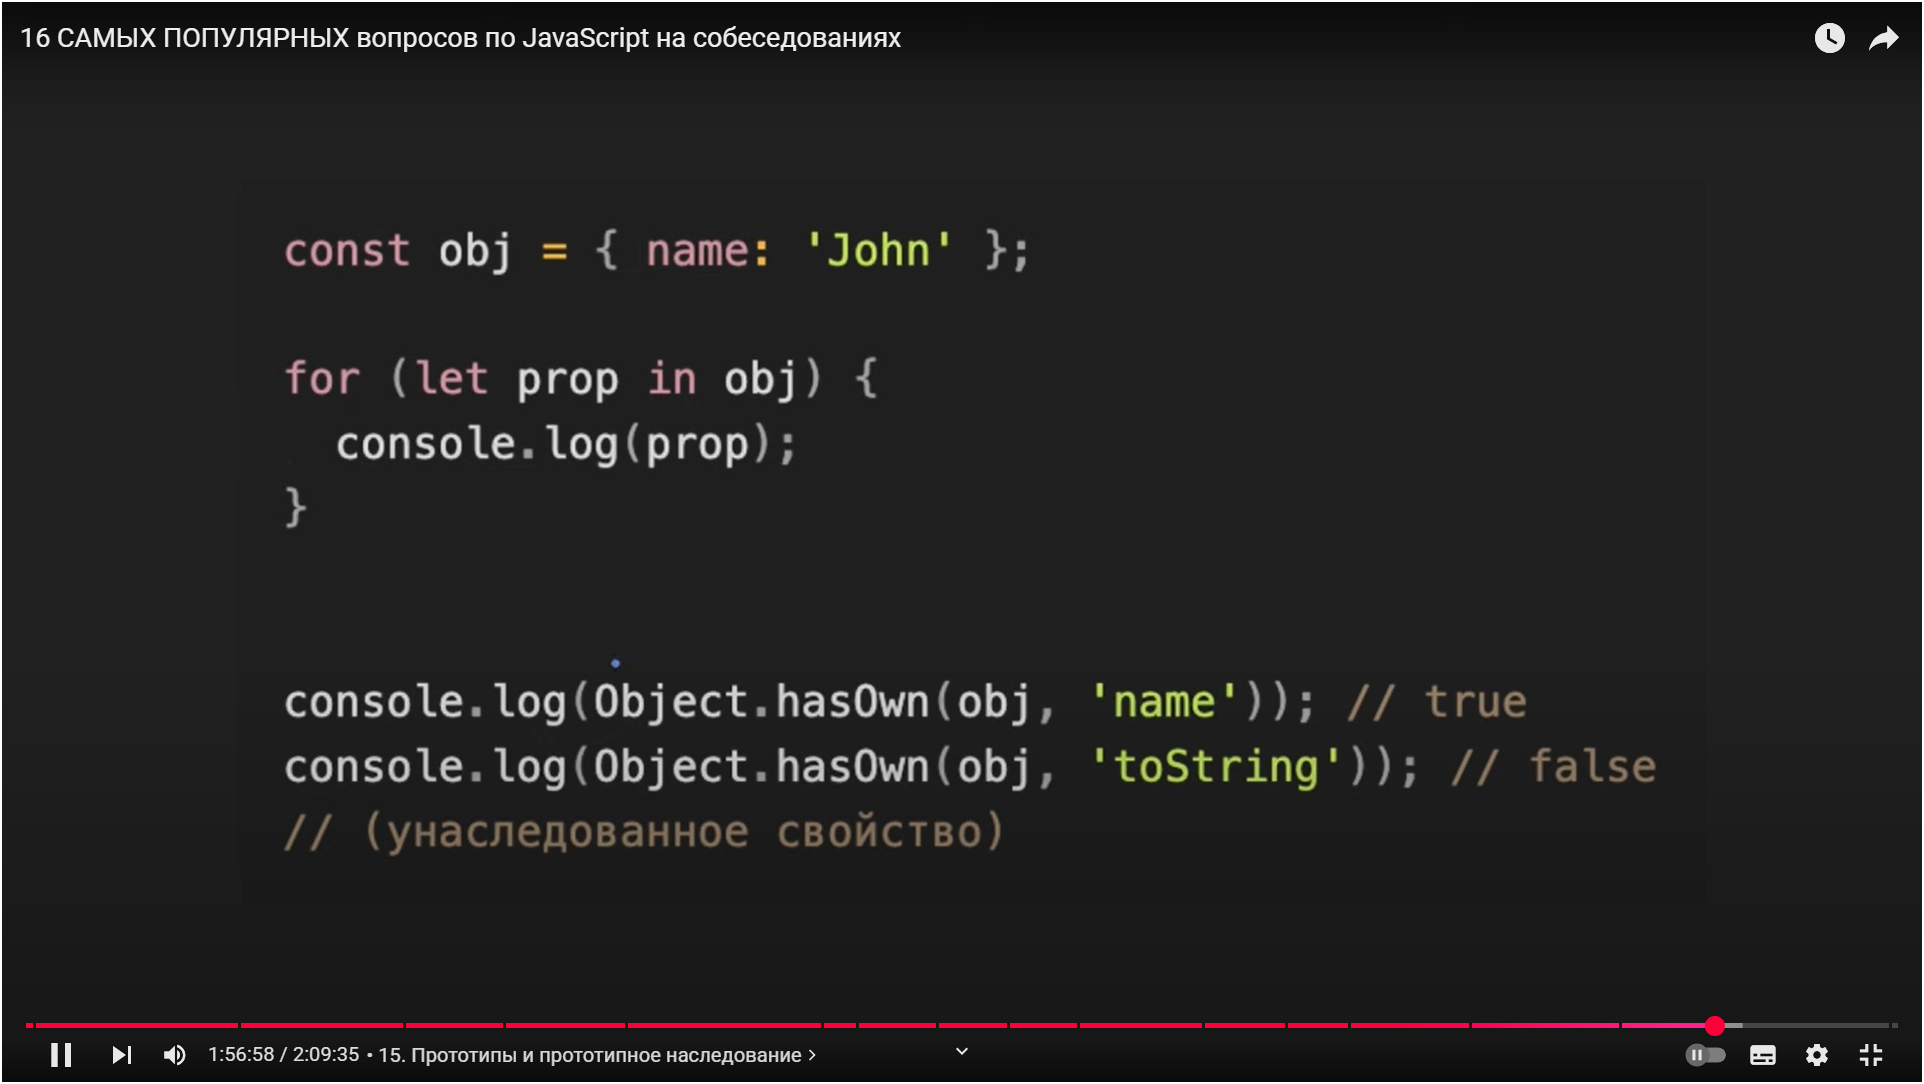 16 САМЫХ ПОПУЛЯРНЫХ вопросов по JavaScript на собеседованиях
const obj = { name: 'John' };
for (let prop in obj) {
  console.log(prop);
}
console.log(Object.hasOwn(obj, 'name')); // true
console.log(Object.hasOwn(obj, 'toString')); // false
// (унаследованное свойство)
1:56:58 / 2:09:35 • 15. Прототипы и прототипное наследование